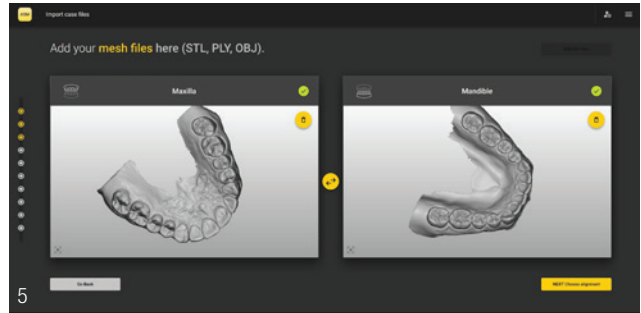 Import case files
Add your mesh files here (STL, PLY, OBJ).
Maxilla
Mandible
Go Back
NEXT | Choose alignment
5